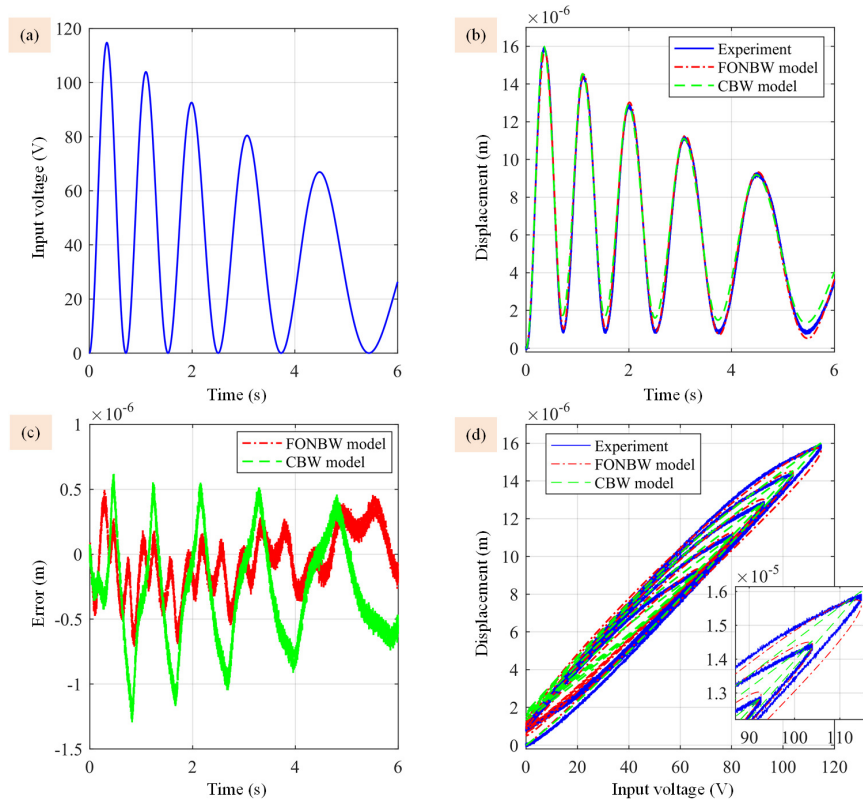 (a)
Input voltage (V)
120
100
80
60
40
20
0
0 2 4 6
Time (s)
(b)
×10⁻⁶
Displacement (m)
16
14
12
10
8
6
4
2
0
Experiment
FONBW model
CBW model
0 2 4 6
Time (s)
(c)
×10⁻⁶
Error (m)
1
0.5
0
-0.5
-1
-1.5
FONBW model
CBW model
0 2 4 6
Time (s)
(d)
×10⁻⁶
Displacement (m)
16
14
12
10
8
6
4
2
0
Experiment
FONBW model
CBW model
×10⁻⁵
1.6
1.5
1.4
1.3
90 100 110
0 20 40 60 80 100 120
Input voltage (V)